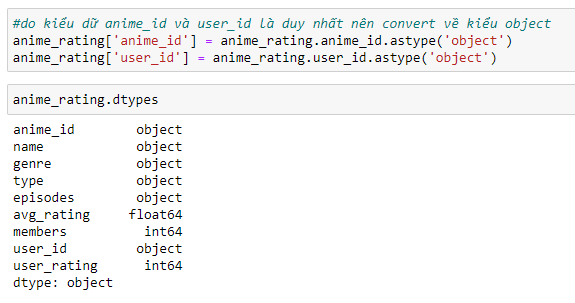 #do kiểu dữ anime_id và user_id là duy nhất nên convert về kiểu object
anime_rating['anime_id'] = anime_rating.anime_id.astype('object')
anime_rating['user_id'] = anime_rating.user_id.astype('object')
anime_rating.dtypes
anime_id object
name object
genre object
type object
episodes object
avg_rating float64
members int64
user_id object
user_rating int64
dtype: object